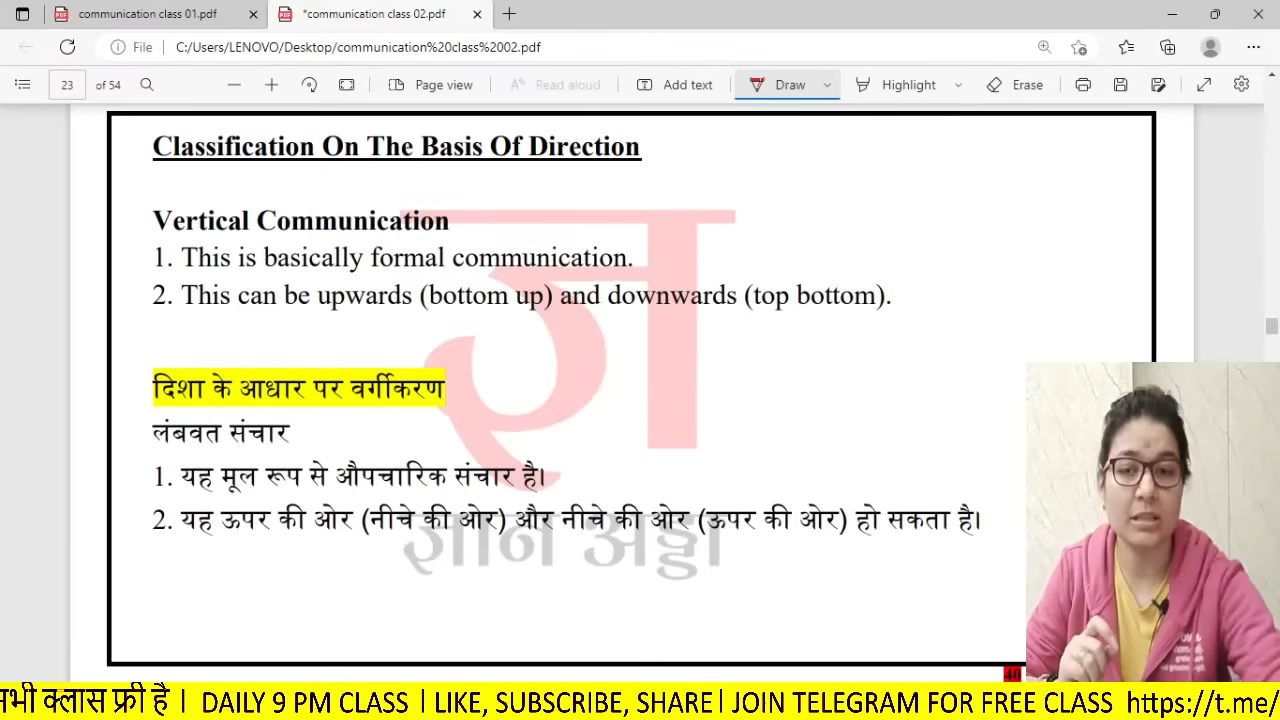 communication class 01.pdf
*communication class 02.pdf
File C:/Users/LENOVO/Desktop/communication%20class%2002.pdf
23 of 54 Page view Read aloud Add text Draw Highlight Erase
Classification On The Basis Of Direction
Vertical Communication
1. This is basically formal communication.
2. This can be upwards (bottom up) and downwards (top bottom).
दिशा के आधार पर वर्गीकरण
लंबवत संचार
1. यह मूल रूप से औपचारिक संचार है।
2. यह ऊपर की ओर (नीचे की ओर) और नीचे की ओर (ऊपर की ओर) हो सकता है।
ज्ञान अड्डा
40
क्लास फ्री है । DAILY 9 PM CLASS । LIKE, SUBSCRIBE, SHARE। JOIN TELEGRAM FOR FREE CLASS https://t.me/